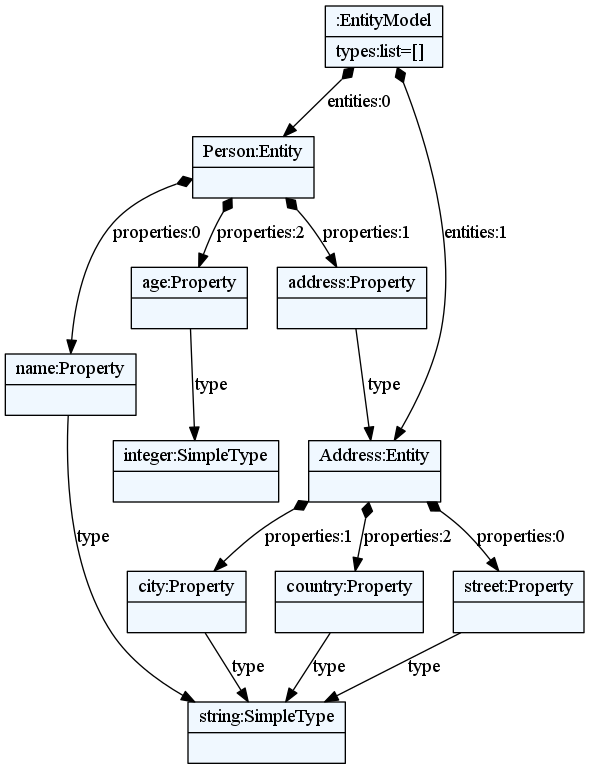 :EntityModel
types:list=[]
entities:0
Person:Entity
properties:0
properties:2
properties:1
entities:1
age:Property
address:Property
name:Property
type
type
integer:SimpleType
Address:Entity
type
properties:1
properties:2
properties:0
city:Property
country:Property
street:Property
type
type
type
string:SimpleType